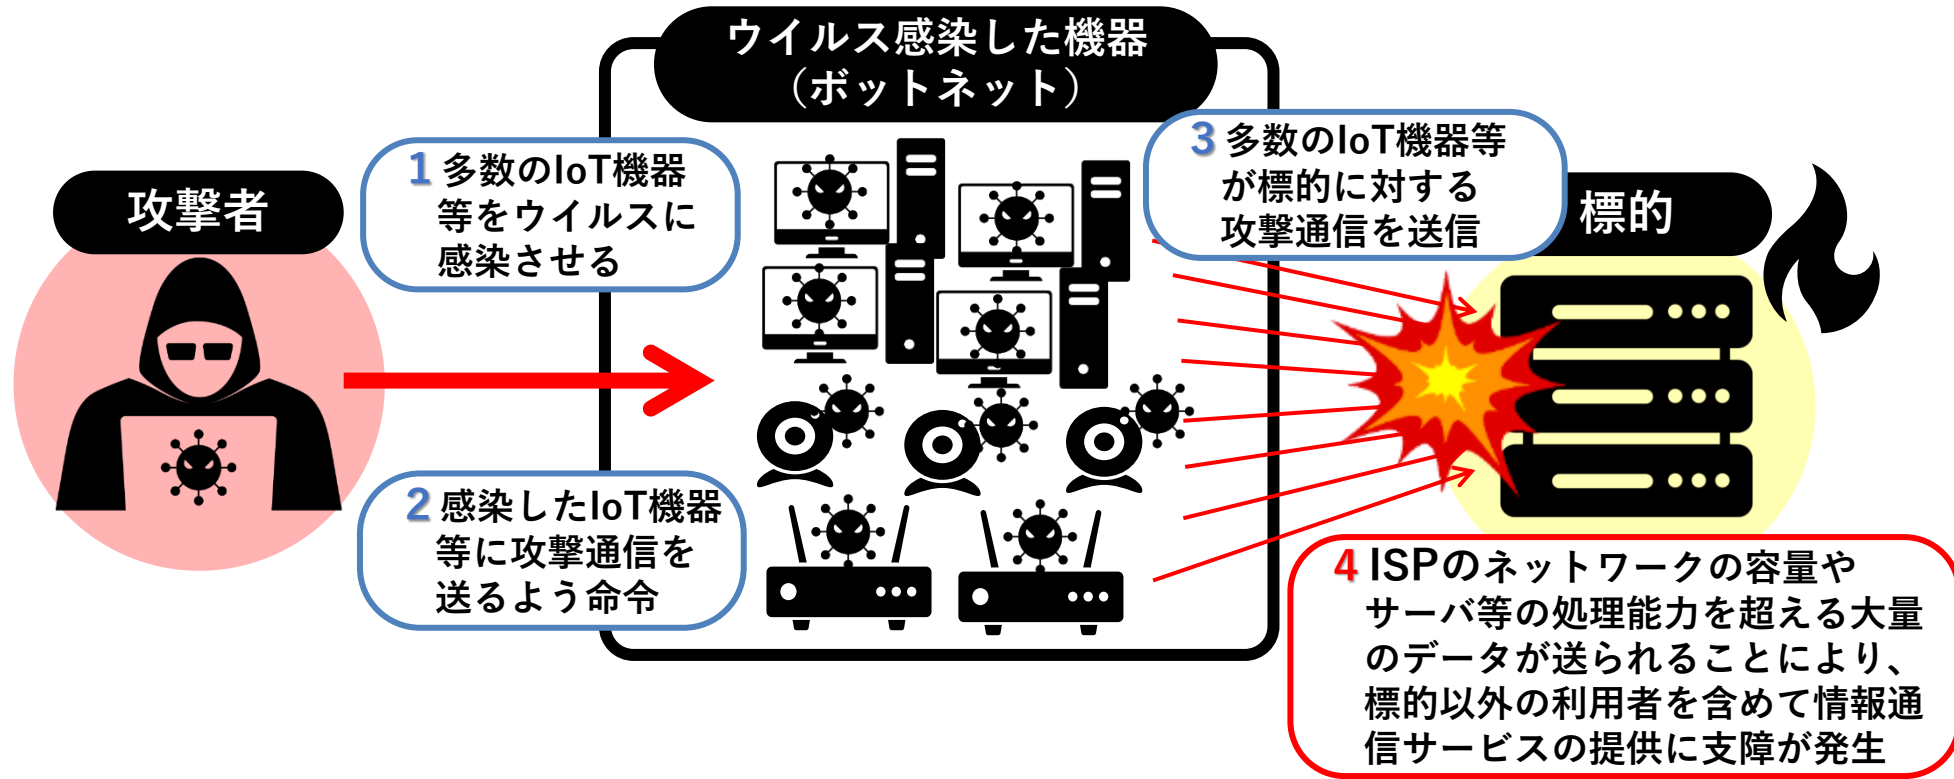 ウイルス感染した機器
（ボットネット）
攻撃者
1 多数のIoT機器
等をウイルスに
感染させる
2 感染したIoT機器
等に攻撃通信を
送るよう命令
3 多数のIoT機器等
が標的に対する
攻撃通信を送信
標的
4 ISPのネットワークの容量や
サーバ等の処理能力を超える大量
のデータが送られることにより、
標的以外の利用者を含めて情報通
信サービスの提供に支障が発生